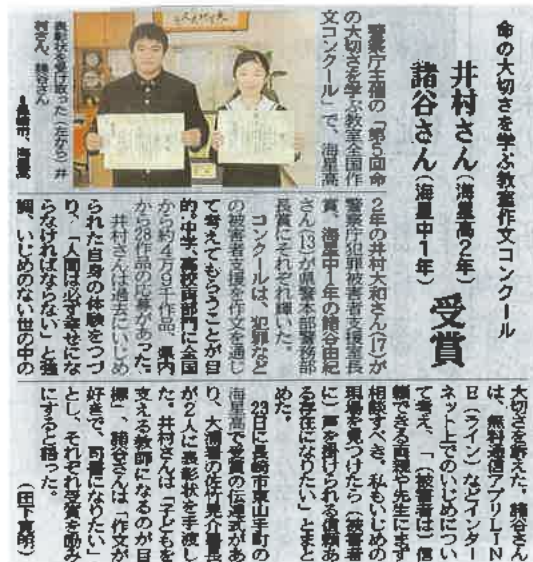 命の大切さを学ぶ教室作文コンクール
井村さん(海星高2年)
諸谷さん(海星中1年)
受賞
表彰状を受け取った(左から)井
村さん、諸谷さん
警察庁主催の「第5回命
の大切さを学ぶ教室全国作
文コンクール」で、海星高
2年の井村大和さん(17)が
警察庁犯罪被害者支援室長
賞、海星中1年の諸谷由紀
さん(13)が県警本部警務部
長賞にそれぞれ輝いた。
コンクールは、犯罪など
の被害者支援を作文を通じ
て考えてもらうことが目
的。中学、高校両部門に全国
から約4万9千作品、県内
から28作品の応募があった。
井村さんは過去にいじめ
られた自身の体験をつづ
り、「人間は必ず幸せにな
らなければならない」と強
調、いじめのない世の中の
大切さを訴えた。諸谷さん
は、無料通信アプリLIN
E(ライン)などインター
ネット上でのいじめについ
て考え、「(被害者は)信
頼できる両親や先生にまず
相談すべき。私もいじめの
現場を見つけたら(被害者
に)声を掛けられる信頼あ
る存在になりたい」とまと
めた。
23日に長崎市東山手町の
海星高で受賞の伝達式があ
り、大浦署の佐竹晃介署長
が2人に表彰状を手渡し
た。井村さんは「子どもを
支える教師になるのが目
標」、諸谷さんは「作文が
好きで、司書になりたい」
とし、それぞれ受賞を励み
にすると語った。
(田下寛明)